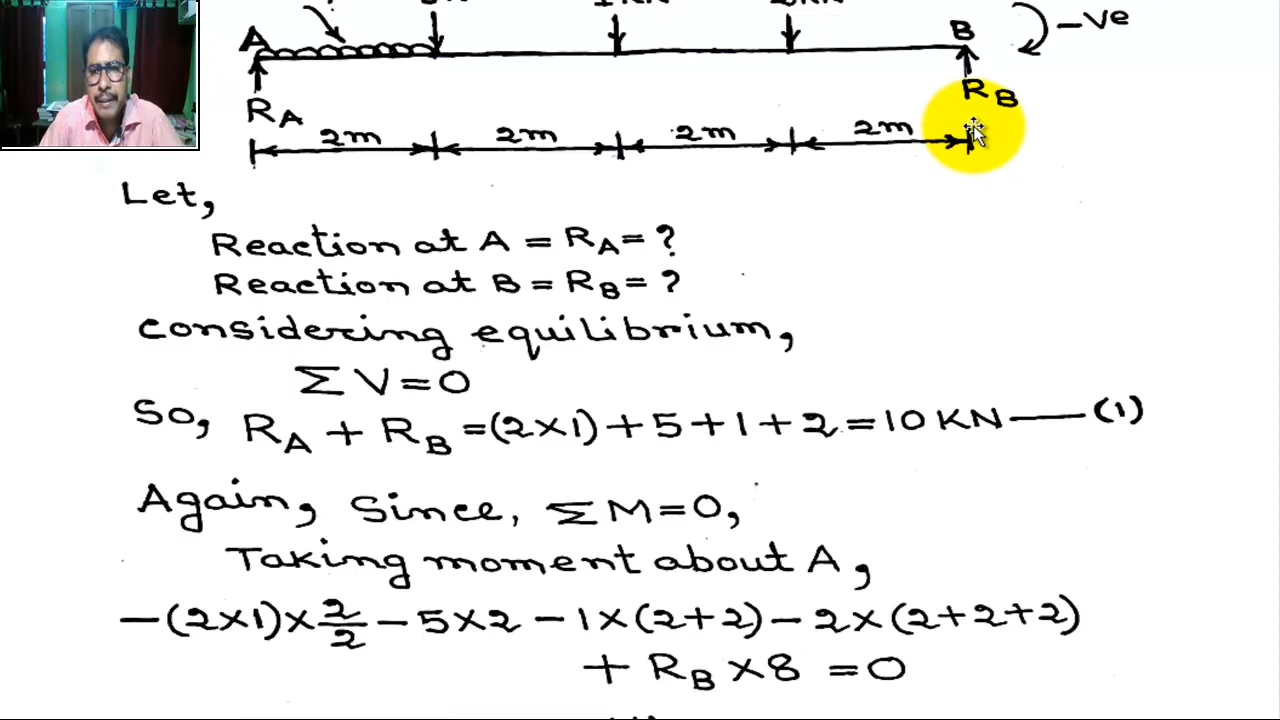 A
B
-ve
RA
RB
2m 2m 2m 2m
Let,
Reaction at A = RA = ?
Reaction at B = RB = ?
considering equilibrium,
ΣV=0
So, RA + RB = (2×1)+5+1+2=10KN—(1)
Again, Since, ΣM=0,
Taking moment about A,
-(2×1)×2/2-5×2-1×(2+2)-2×(2+2+2)
+ RB×8 =0